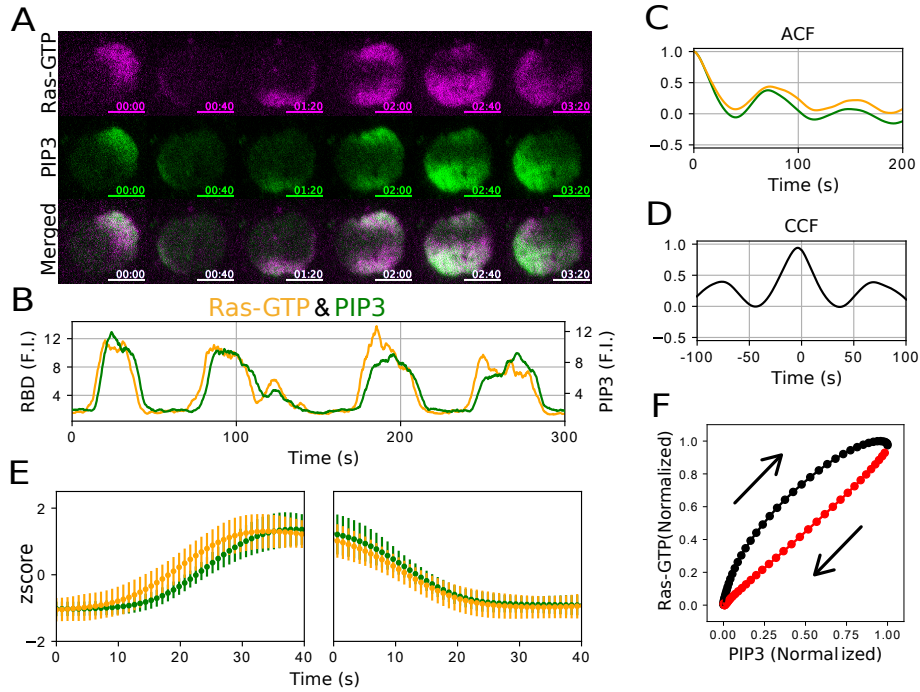 A
Ras-GTP
00:00 00:40 01:20 02:00 02:40 03:20
PIP3
00:00 00:40 01:20 02:00 02:40 03:20
Merged
00:00 00:40 01:20 02:00 02:40 03:20
B
Ras-GTP & PIP3
RBD (F.I.)
12
8
4
12
8
4
PIP3 (F.I.)
0 100 200 300
Time (s)
C
ACF
1.0
0.5
0.0
−0.5
0 100 200
Time (s)
D
CCF
1.0
0.5
0.0
−0.5
-100 -50 0 50 100
Time (s)
E
zscore
2
0
−2
0 10 20 30 40
Time (s)
0 10 20 30 40
Time (s)
F
Ras-GTP(Normalized)
1.0
0.8
0.6
0.4
0.2
0.0
0.00 0.25 0.50 0.75 1.00
PIP3 (Normalized)